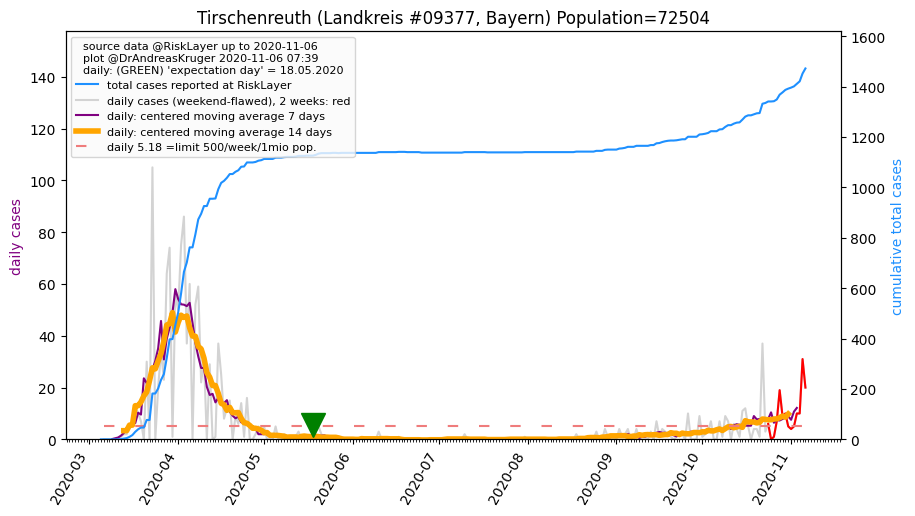 Tirschenreuth (Landkreis #09377, Bayern) Population=72504
source data @RiskLayer up to 2020-11-06
plot @DrAndreasKruger 2020-11-06 07:39
daily: (GREEN) 'expectation day' = 18.05.2020
total cases reported at RiskLayer
daily cases (weekend-flawed), 2 weeks: red
daily: centered moving average 7 days
daily: centered moving average 14 days
daily 5.18 =limit 500/week/1mio pop.
daily cases
140
120
100
80
60
40
20
0
cumulative total cases
1600
1400
1200
1000
800
600
400
200
0
2020-03
2020-04
2020-05
2020-06
2020-07
2020-08
2020-09
2020-10
2020-11